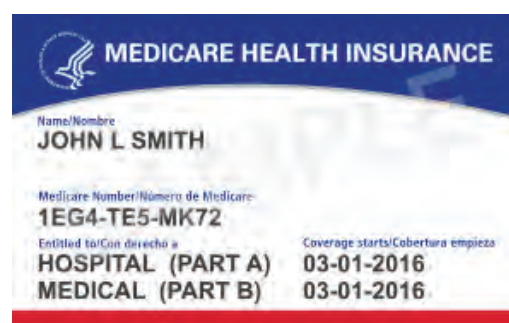 MEDICARE HEALTH INSURANCE
Name/Nombre
JOHN L SMITH
Medicare Number/Número de Medicare
1EG4-TE5-MK72
Entitled to/Con derecho a Coverage starts/Cobertura empieza
HOSPITAL (PART A) 03-01-2016
MEDICAL (PART B) 03-01-2016